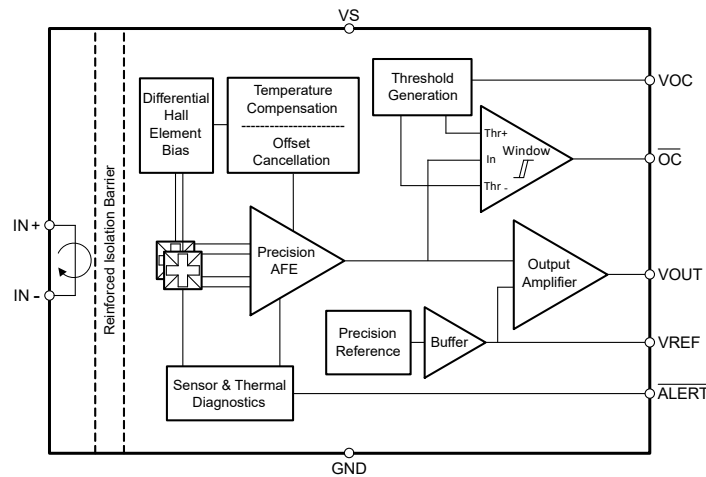 VS
Differential
Hall
Element
Bias
Temperature
Compensation
Offset
Cancellation
Threshold
Generation
VOC
Thr+
In
Window
Thr -
OC
Reinforced Isolation Barrier
IN +
IN -
Precision
AFE
Output
Amplifier
VOUT
Precision
Reference
Buffer
VREF
Sensor & Thermal
Diagnostics
ALERT
GND